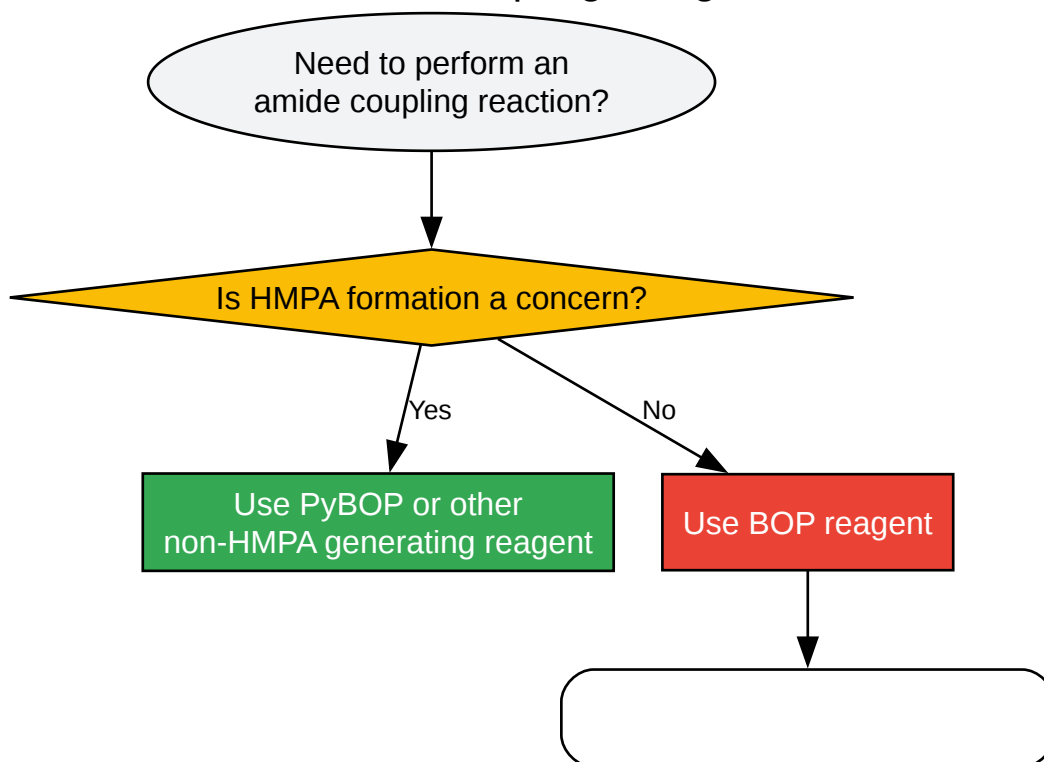 Need to perform an
amide coupling reaction?
Is HMPA formation a concern?
Yes
No
Use PyBOP or other
non-HMPA generating reagent
Use BOP reagent